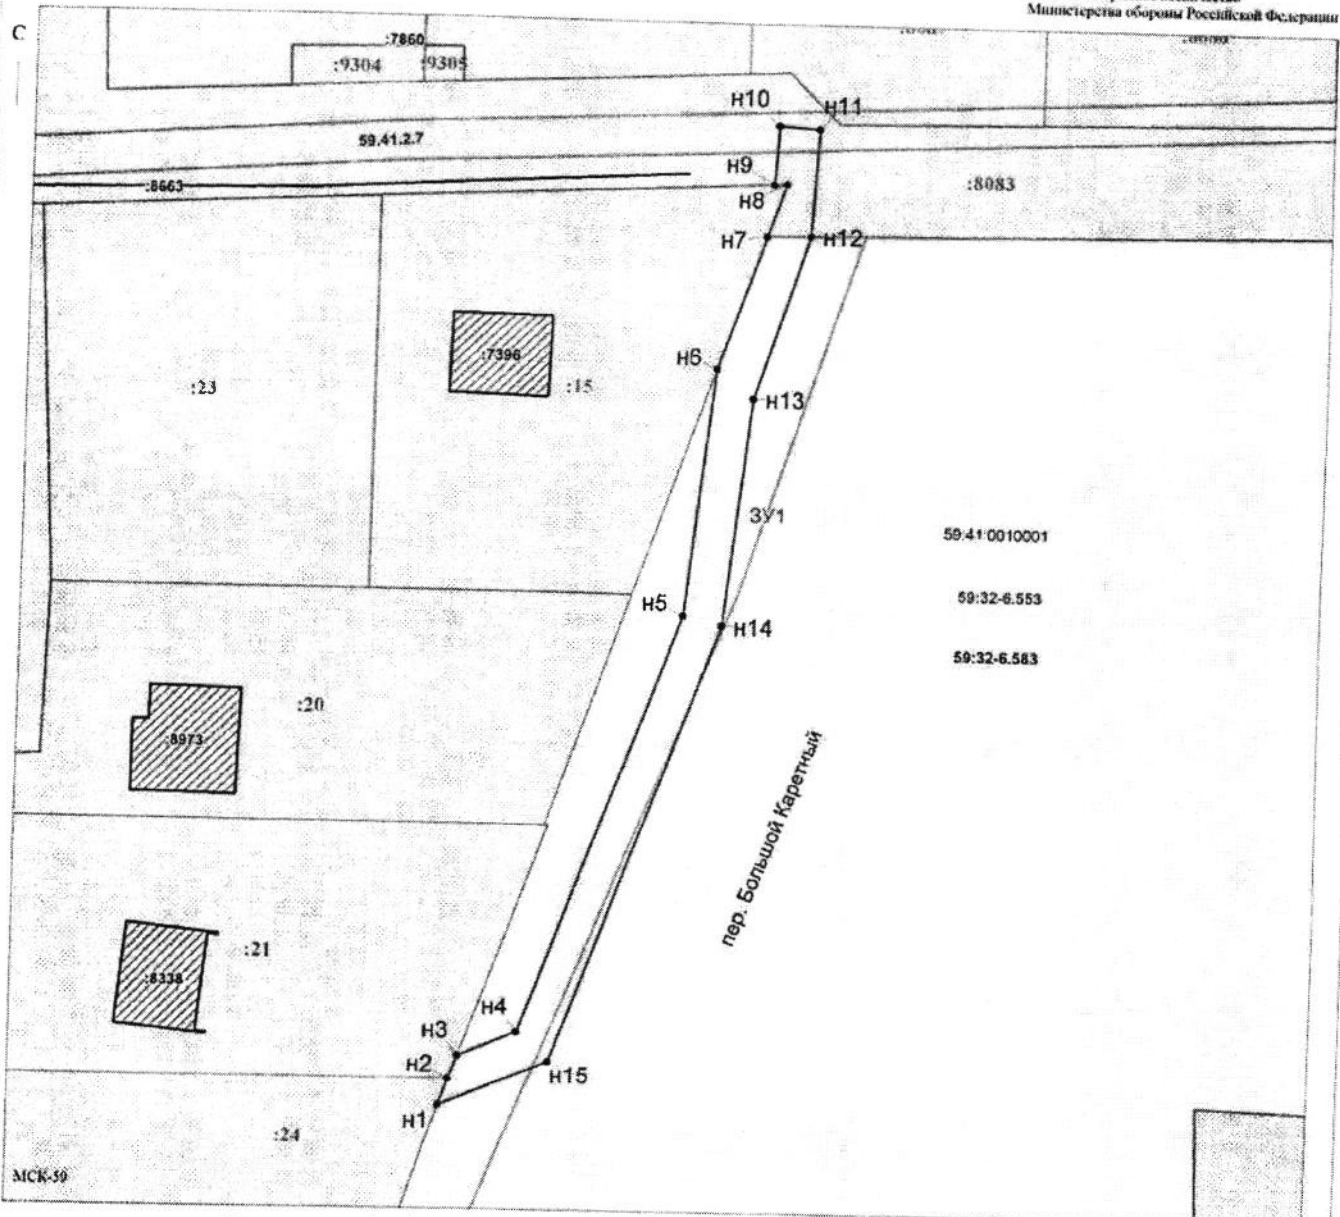 Министерства обороны Российской Федерации
С
:7860
:9304
:9305
н10
н11
59.41.2.7
н9
:8663
:8083
н8
н7
н12
:7396
н6
:23
:15
н13
ЗУ1
59:41:0010001
59:32-6.553
н5
н14
59:32-6.583
:20
:8973
пер. Большой Каретный
:21
:8338
н4
н3
н2
н15
н1
:24
МСК-59